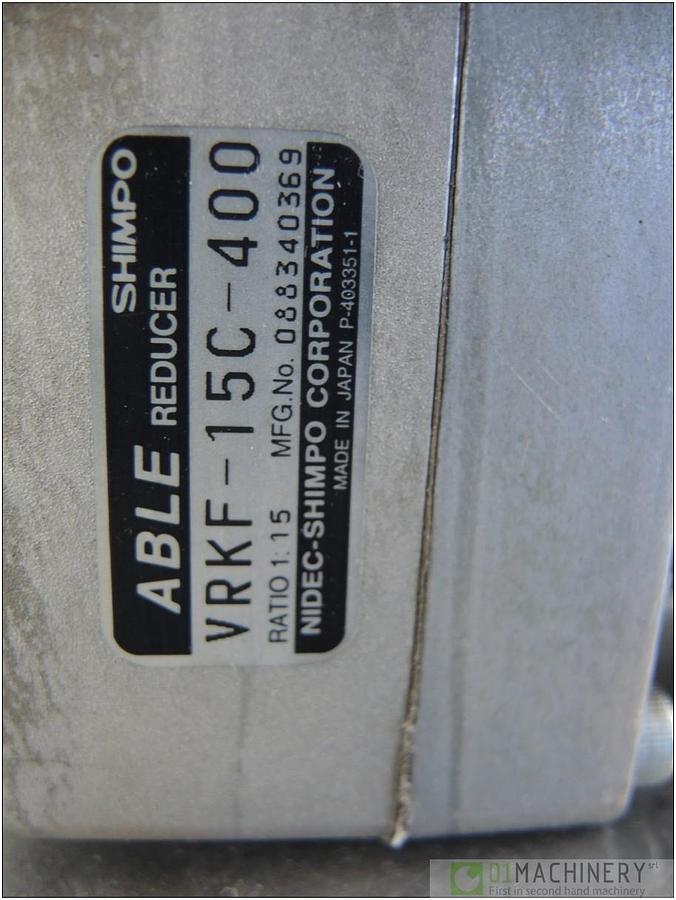 ABLE REDUCER SHIMPO
VRKF-15C-400
RATIO 1:15 MFG.No. 088340369
NIDEC-SHIMPO CORPORATION
MADE IN JAPAN P-403351-1
01MACHINERY srl
First in second hand machinery